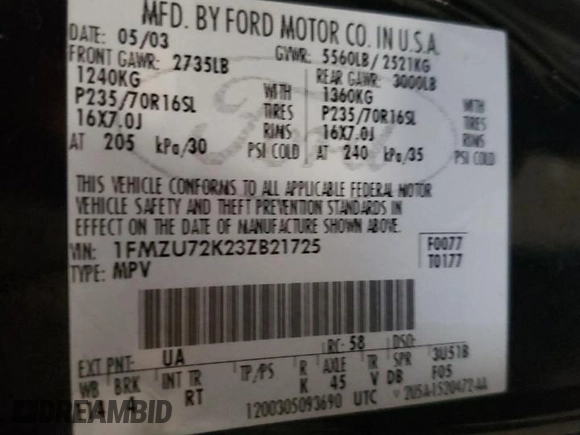 MFD. BY FORD MOTOR CO. IN U.S.A.
DATE: 05/03 GVWR: 5560LB/2521KG
FRONT GAWR: 2735LB REAR GAWR: 3000LB
1240KG WITH 1360KG WITH
P235/70R16SL TIRES P235/70R16SL TIRES
16X7.0J RIMS 16X7.0J RIMS
AT 205 kPa/30 PSI COLD AT 240 kPa/35 PSI COLD
THIS VEHICLE CONFORMS TO ALL APPLICABLE FEDERAL MOTOR
VEHICLE SAFETY AND THEFT PREVENTION STANDARDS IN
EFFECT ON THE DATE OF MANUFACTURE SHOWN ABOVE.
VIN: 1FMZU72K23ZB21725 F0077
TYPE: MPV T0177
EXT PNT: UA RC: 58 DSO:
WB BRK INT TR TP/PS R AXLE TR SPR 3U51B
A RT K 45 V DB F05
1200305093690 UTC
DREAMBID